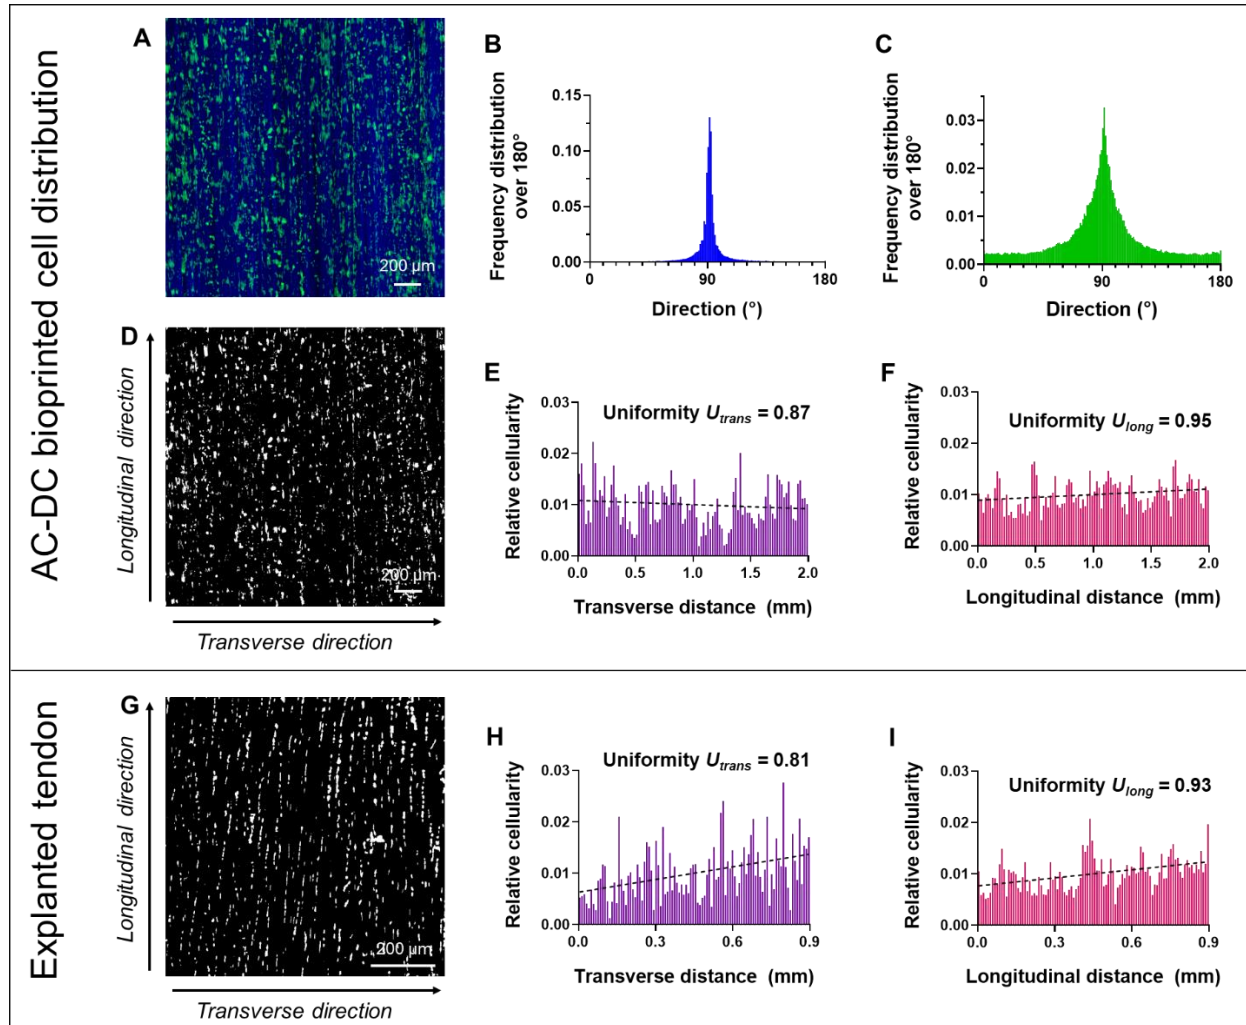 AC-DC bioprinted cell distribution
A
200 µm
B
Frequency distribution
over 180°
0.15
0.10
0.05
0.00
0
90
180
Direction (°)
C
Frequency distribution
over 180°
0.03
0.02
0.01
0.00
0
90
180
Direction (°)
D
Longitudinal direction
200 µm
Transverse direction
E
Relative cellularity
0.03
0.02
0.01
0.00
Uniformity Utrans = 0.87
0.0
0.5
1.0
1.5
2.0
Transverse distance (mm)
F
Relative cellularity
0.03
0.02
0.01
0.00
Uniformity Ulong = 0.95
0.0
0.5
1.0
1.5
2.0
Longitudinal distance (mm)
Explanted tendon
G
Longitudinal direction
200 µm
Transverse direction
H
Relative cellularity
0.03
0.02
0.01
0.00
Uniformity Utrans = 0.81
0.0
0.3
0.6
0.9
Transverse distance (mm)
I
Relative cellularity
0.03
0.02
0.01
0.00
Uniformity Ulong = 0.93
0.0
0.3
0.6
0.9
Longitudinal distance (mm)